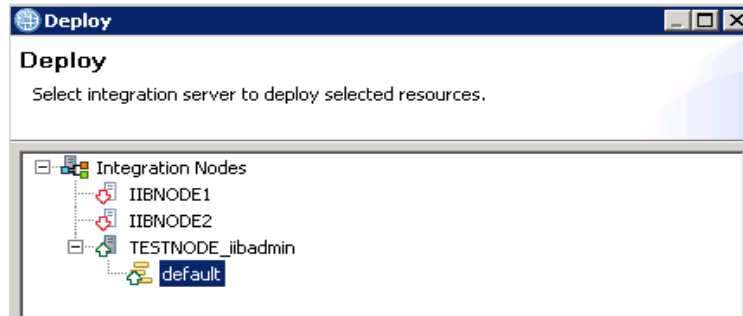 Deploy
Deploy
Select integration server to deploy selected resources.
Integration Nodes
IIBNODE1
IIBNODE2
TESTNODE_iibadmin
default